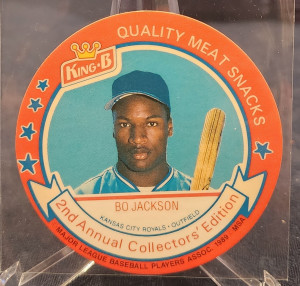 KING-B
QUALITY MEAT SNACKS
BO JACKSON
KANSAS CITY ROYALS • OUTFIELD
2nd Annual Collectors' Edition
MAJOR LEAGUE BASEBALL PLAYERS ASSOC. 1989 MSA